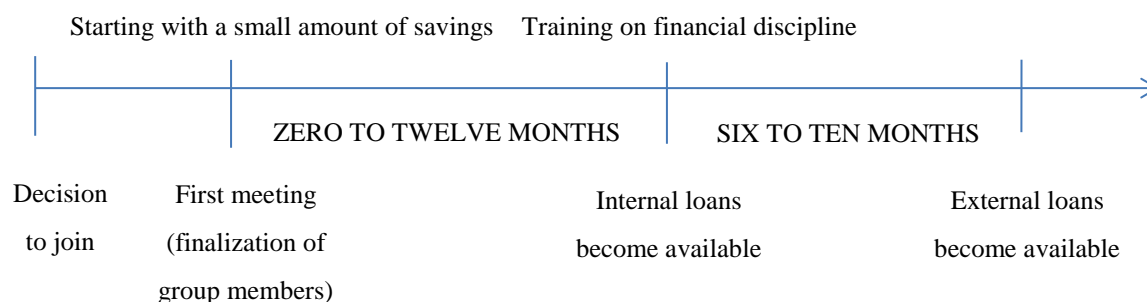 Starting with a small amount of savings Training on financial discipline
ZERO TO TWELVE MONTHS SIX TO TEN MONTHS
Decision
to join
First meeting
(finalization of
group members)
Internal loans
become available
External loans
become available